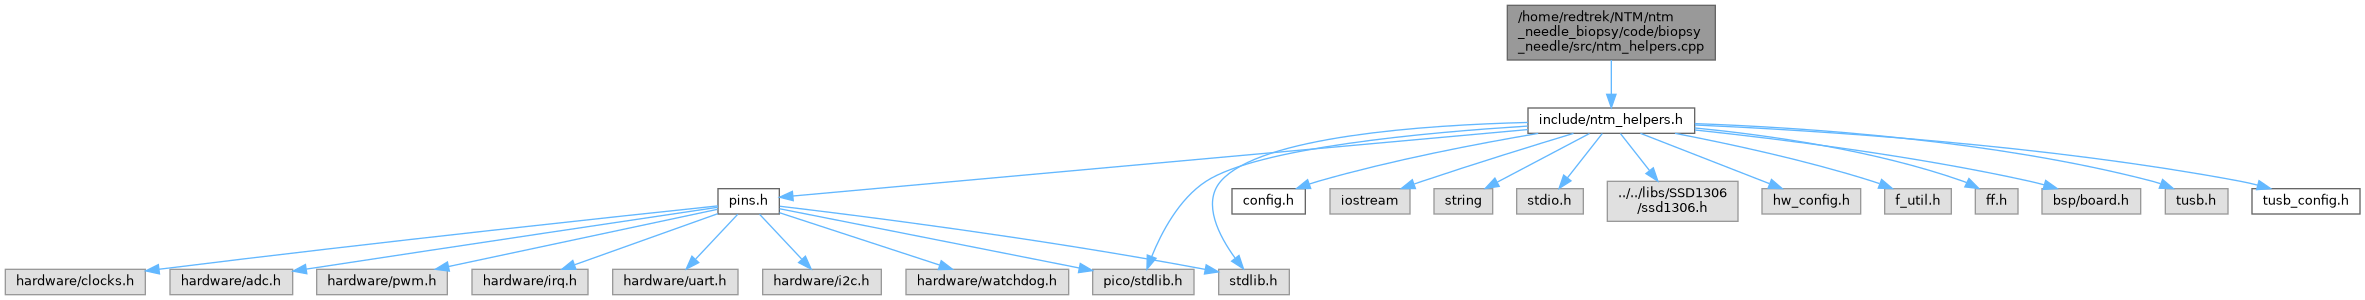 /home/redtrek/NTM/ntm
_needle_biopsy/code/biopsy
_needle/src/ntm_helpers.cpp
include/ntm_helpers.h
pins.h
config.h
iostream
string
stdio.h
../../libs/SSD1306
/ssd1306.h
hw_config.h
f_util.h
ff.h
bsp/board.h
tusb.h
tusb_config.h
hardware/clocks.h
hardware/adc.h
hardware/pwm.h
hardware/irq.h
hardware/uart.h
hardware/i2c.h
hardware/watchdog.h
pico/stdlib.h
stdlib.h